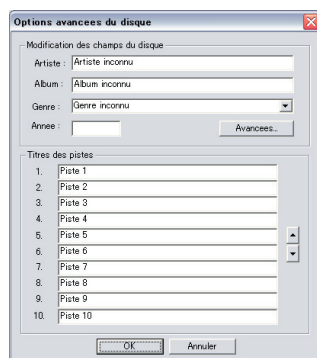 Options avancees du disque
Modification des champs du disque
Artiste : Artiste inconnu
Album : Album inconnu
Genre : Genre inconnu
Annee :
Avancees..
Titres des pistes
1. Piste 1
2. Piste 2
3. Piste 3
4. Piste 4
5. Piste 5
6. Piste 6
7. Piste 7
8. Piste 8
9. Piste 9
10. Piste 10
OK Annuler